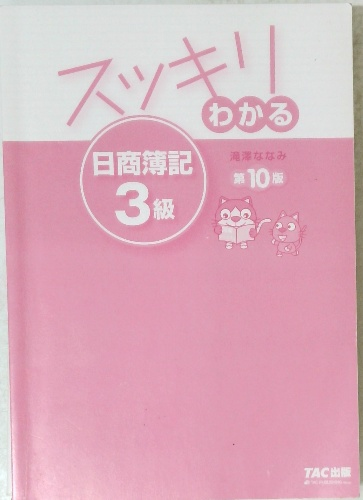 スッキリ
わかる
日商簿記
3級
滝澤ななみ
第10版
TAC出版